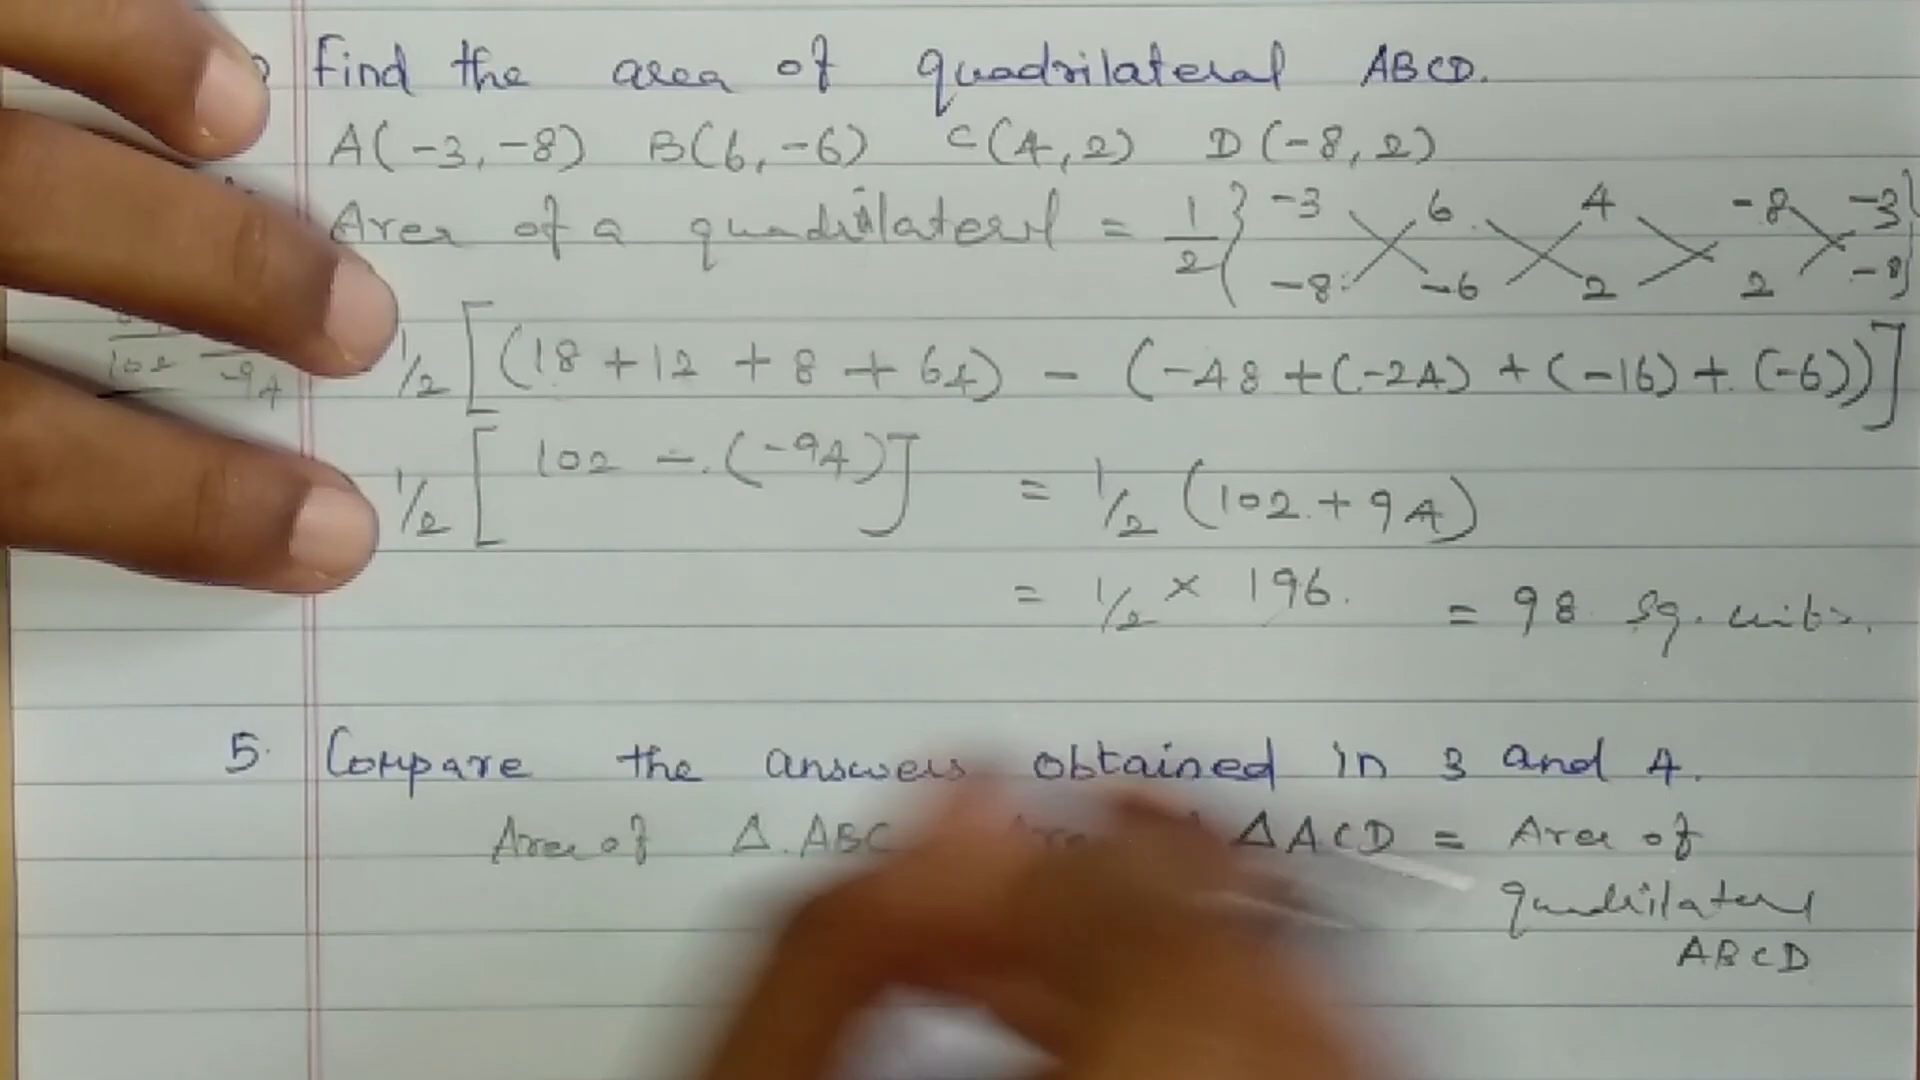 Find the area of quadrilateral ABCD.
A(-3,-8) B(6,-6) C(4,2) D(-8,2)
Area of a quadrilateral = 1/2 { -3 6 4 -8 -3
-8 -6 2 2 -8 }
102 -94
1/2 [(18+12+8+64) - (-48+(-24)+(-16)+(-6))]
1/2 [102 - (-94)] = 1/2 (102+94)
= 1/2 × 196. = 98 sq. units.
5. Compare the answers obtained in 3 and 4.
Area of Δ ABC ΔACD = Area of
quadrilateral
ABCD